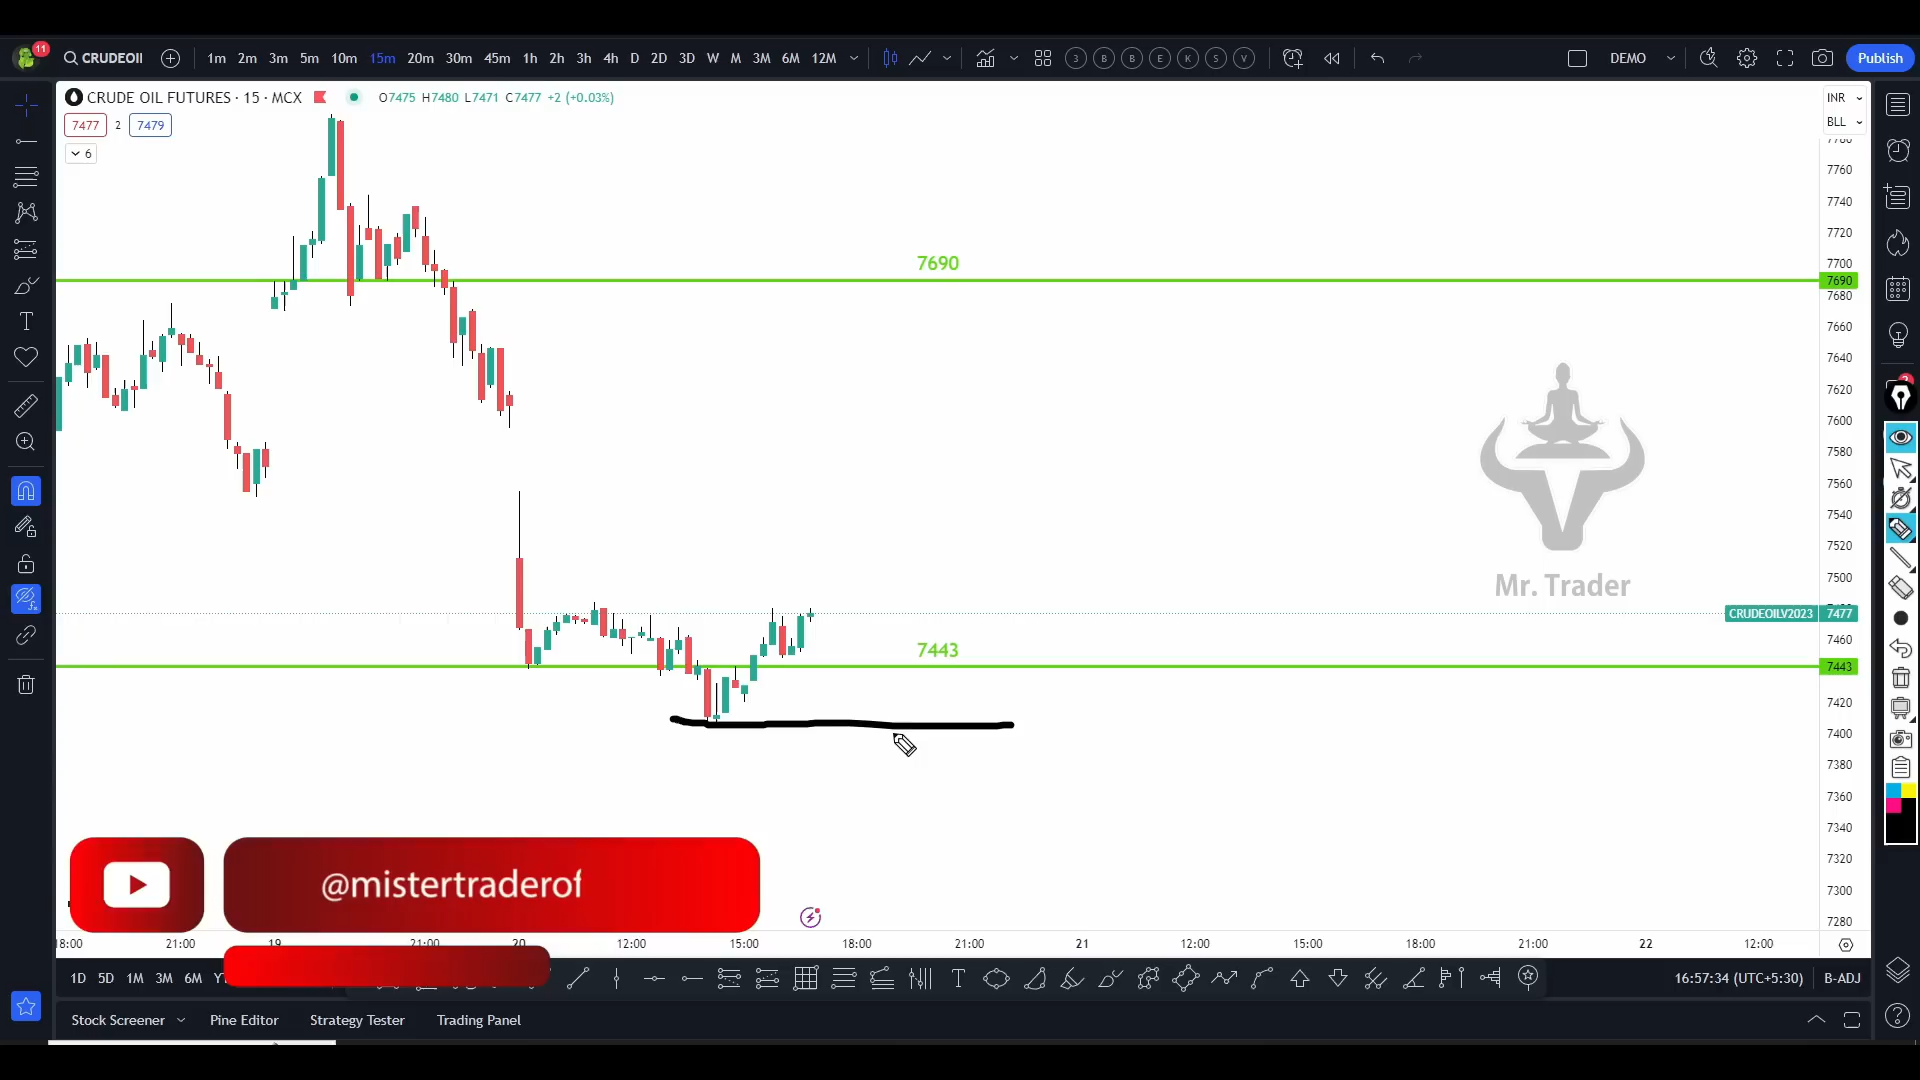 11
CRUDEOIl
1m 2m 3m 5m 10m 15m 20m 30m 45m 1h 2h 3h 4h D 2D 3D W M 3M 6M 12M
3 B B E K S V
DEMO
Publish
CRUDE OIL FUTURES · 15 · MCX
O7475 H7480 L7471 C7477 +2 (+0.03%)
INR
BLL
7477 2 7479
6
7690
7443
Mr. Trader
7760
7740
7720
7700
7690
7680
7660
7640
7620
7600
7580
7560
7540
7520
7500
CRUDEOILV2023 7477
7460
7443
7420
7400
7380
7360
7340
7320
7300
7280
@mistertraderof
18:00 21:00 19 21:00 20 12:00 15:00 18:00 21:00 21 12:00 15:00 18:00 21:00 22 12:00
1D 5D 1M 3M 6M
16:57:34 (UTC+5:30) B-ADJ
Stock Screener Pine Editor Strategy Tester Trading Panel